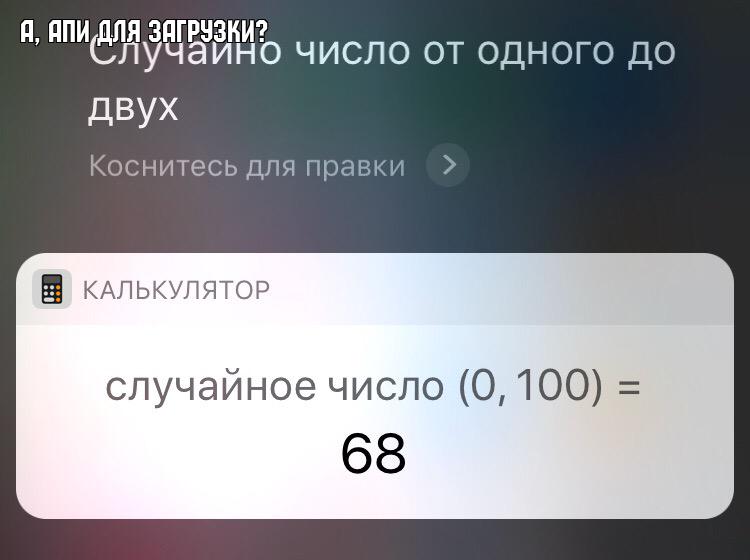 А, АПИ ДЛЯ ЗАГРУЗКИ?
Случайно число от одного до
двух
Коснитесь для правки
КАЛЬКУЛЯТОР
случайное число (0, 100) =
68